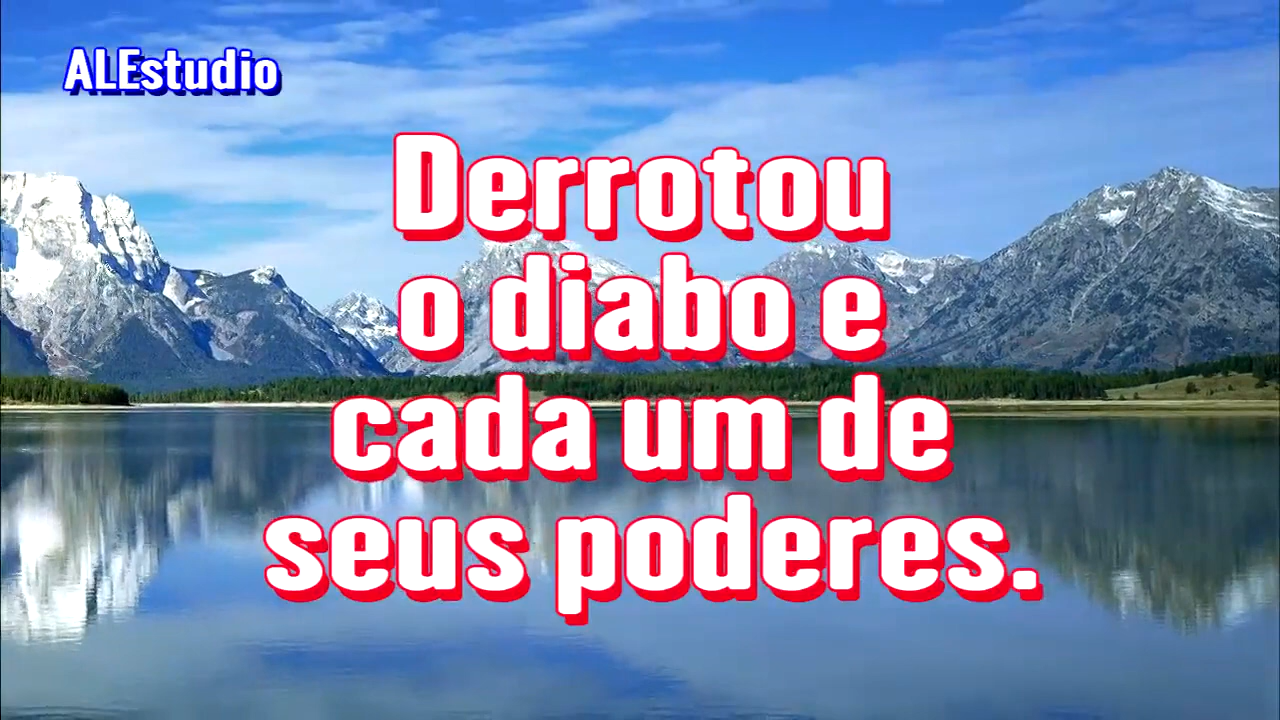 ALEstudio
Derrotou
o diabo e
cada um de
seus poderes.